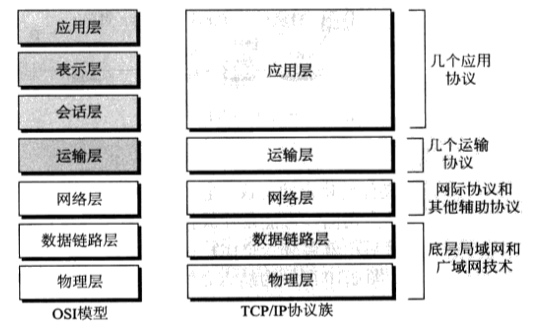 应用层
表示层
会话层
运输层
网络层
数据链路层
物理层
OSI模型
应用层
运输层
网络层
数据链路层
物理层
TCP/IP协议族
几个应用
协议
几个运输
协议
网际协议和
其他辅助协议
底层局域网和
广域网技术